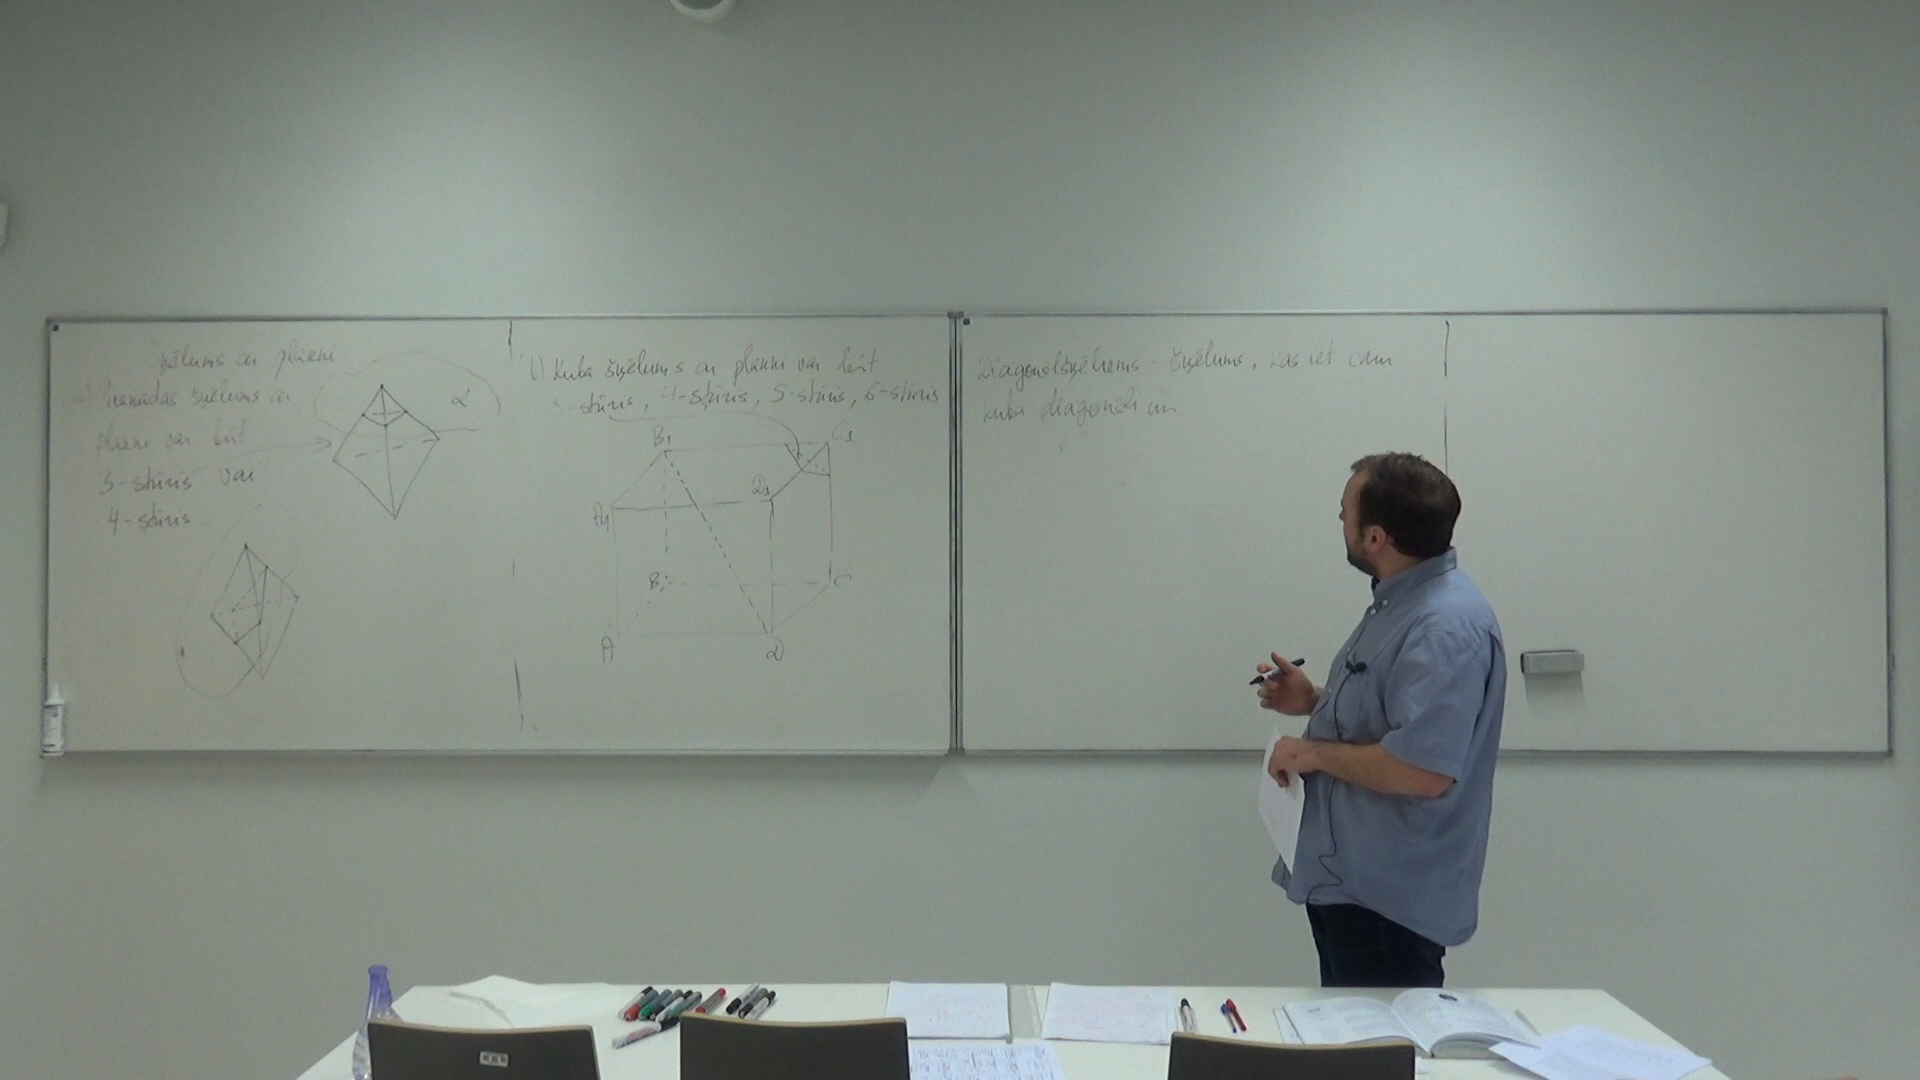 Šķēlums ar plakni
a) Piramīdas šķēlums ar
plakni var būt
3-stūris vai
4-stūris
α
b) Kuba šķēlums ar plakni var būt
3-stūris, 4-stūris, 5-stūris, 6-stūris
B1
C1
A1
D1
B
C
A
D
Diagonālšķēlums - šķēlums, kas iet caur
kuba diagonāli un